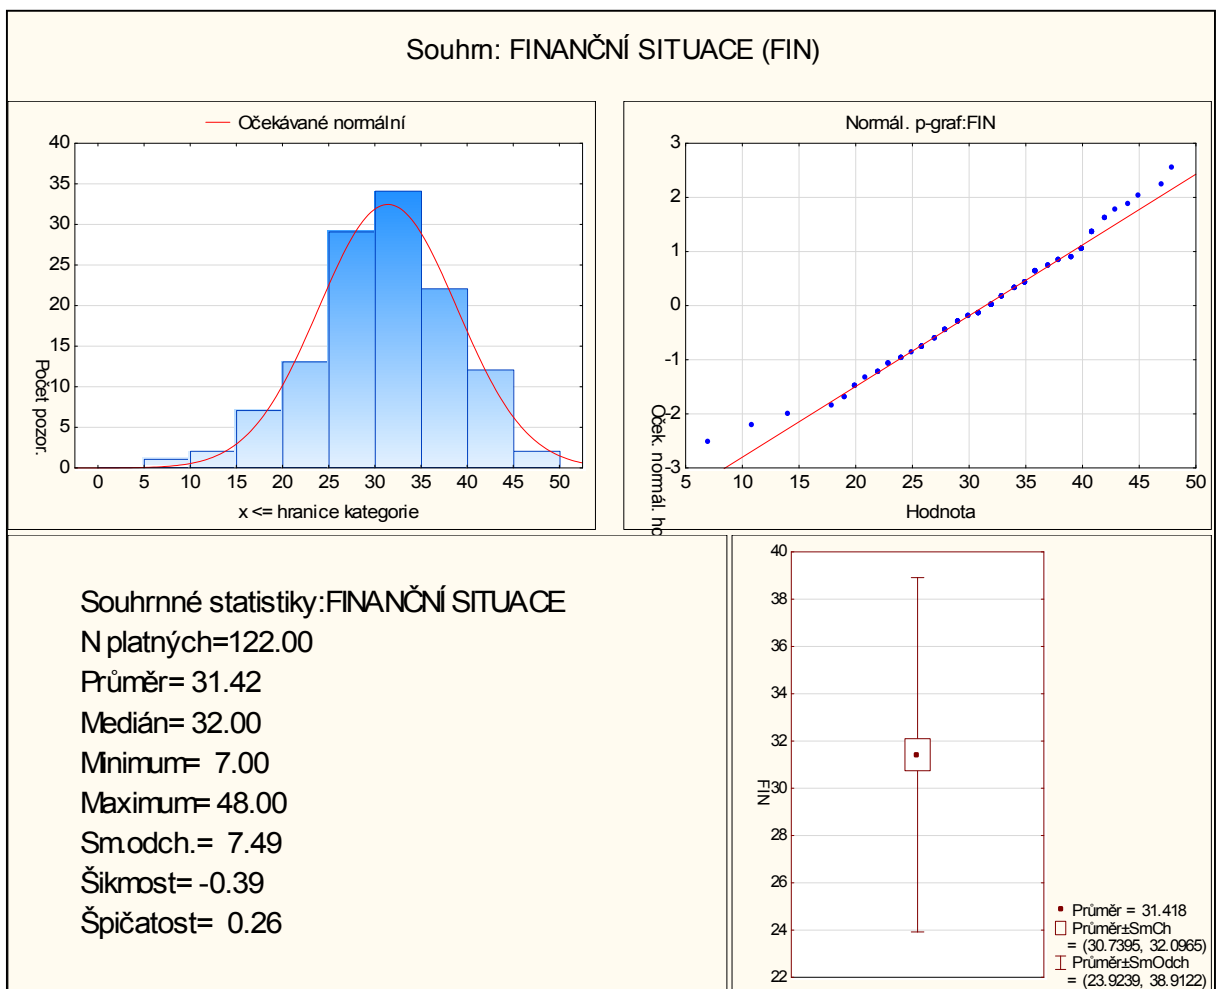 Souhrn: FINANČNÍ SITUACE (FIN)
Očekávané normální
40
35
30
25
20
15
10
5
0
Počet pozor.
0 5 10 15 20 25 30 35 40 45 50
x <= hranice kategorie
Normál. p-graf:FIN
3
2
1
0
-1
-2
-3
Oček. normál. ho
5 10 15 20 25 30 35 40 45 50
Hodnota
Souhrnné statistiky:FINANČNÍ SITUACE
N platných=122.00
Průměr= 31.42
Medián= 32.00
Minimum= 7.00
Maximum= 48.00
Sm.odch.= 7.49
Šikmost= -0.39
Špičatost= 0.26
40
38
36
34
32
30
28
26
24
22
FIN
Průměr = 31.418
Průměr±SmCh
= (30.7395, 32.0965)
Průměr±SmOdch
= (23.9239, 38.9122)